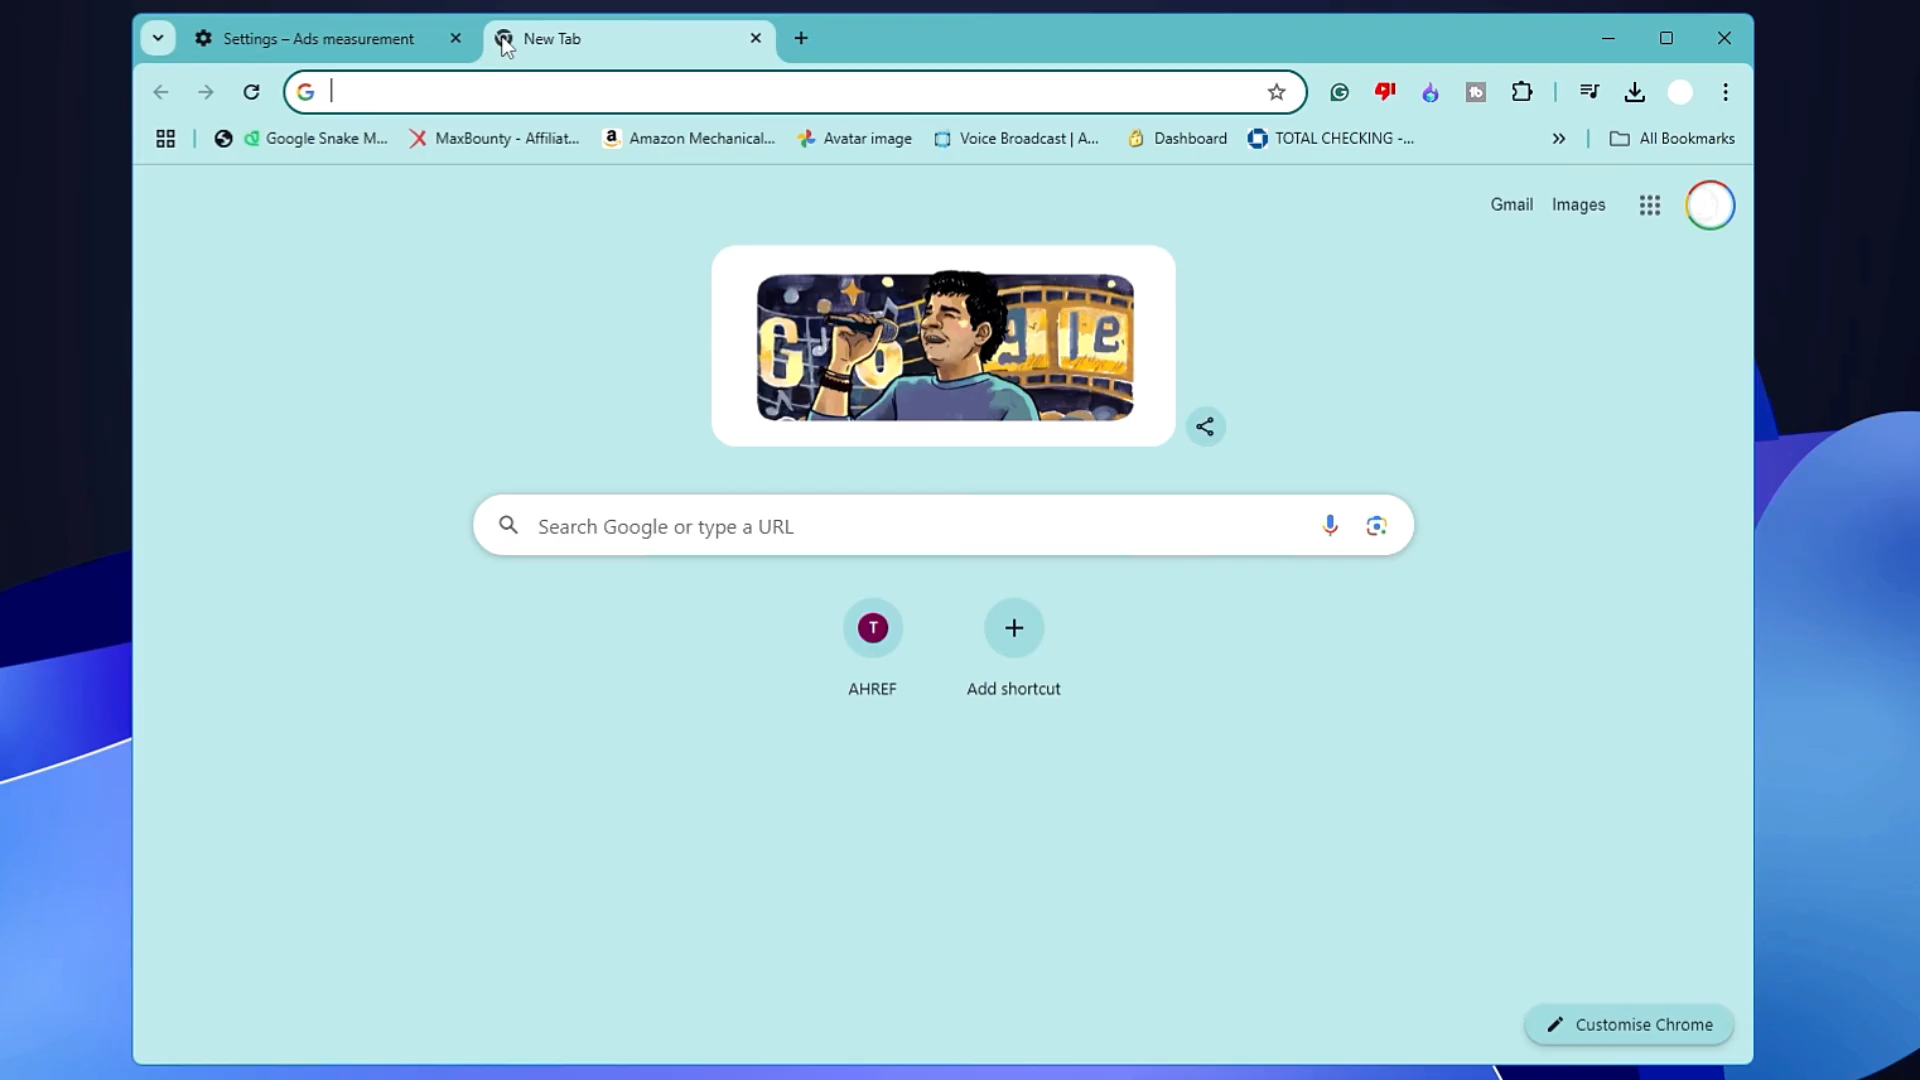 Settings – Ads measurement
New Tab
Google Snake M...
MaxBounty - Affiliat...
Amazon Mechanical...
Avatar image
Voice Broadcast | A...
Dashboard
TOTAL CHECKING -...
All Bookmarks
Gmail
Images
Search Google or type a URL
T
AHREF
Add shortcut
Customise Chrome